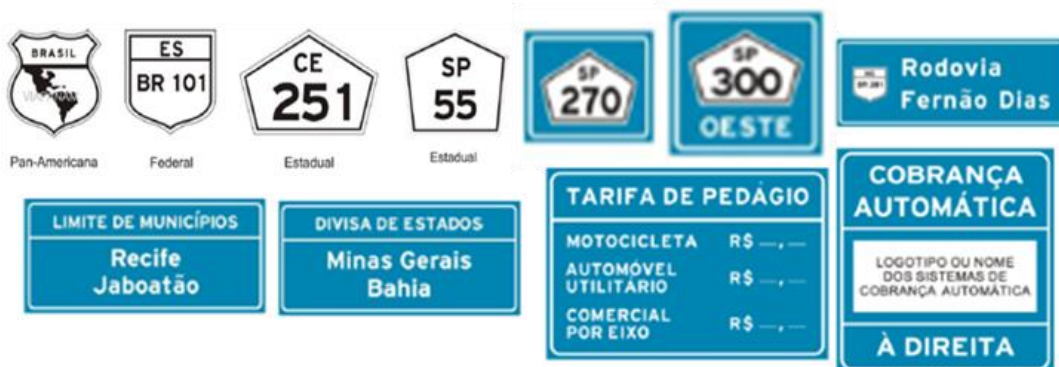 BRASIL
Pan-Americana
ES
BR 101
Federal
CE
251
Estadual
SP
55
Estadual
SP
270
SP
300
OESTE
Rodovia
Fernão Dias
LIMITE DE MUNICÍPIOS
Recife
Jaboatão
DIVISA DE ESTADOS
Minas Gerais
Bahia
TARIFA DE PEDÁGIO
MOTOCICLETA R$ __,__
AUTOMÓVEL
UTILITÁRIO R$ __,__
COMERCIAL
POR EIXO R$ __,__
COBRANÇA
AUTOMÁTICA
LOGOTIPO OU NOME
DOS SISTEMAS DE
COBRANÇA AUTOMÁTICA
À DIREITA